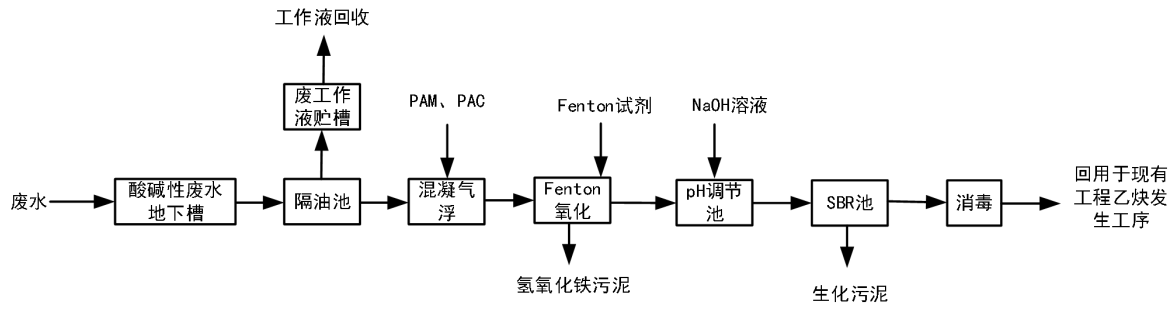 工作液回收
废工作
液贮槽
PAM、PAC
Fenton试剂
NaOH溶液
废水
酸碱性废水
地下槽
隔油池
混凝气
浮
Fenton
氧化
pH调节
池
SBR池
消毒
回用于现有
工程乙炔发
生工序
氢氧化铁污泥
生化污泥